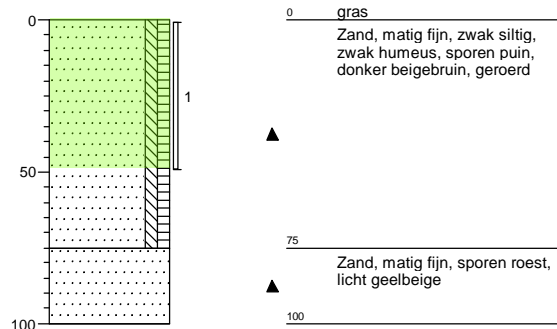 0
50
100
1
0
gras
Zand, matig fijn, zwak siltig,
zwak humeus, sporen puin,
donker beigebruin, geroerd
75
Zand, matig fijn, sporen roest,
licht geelbeige
100